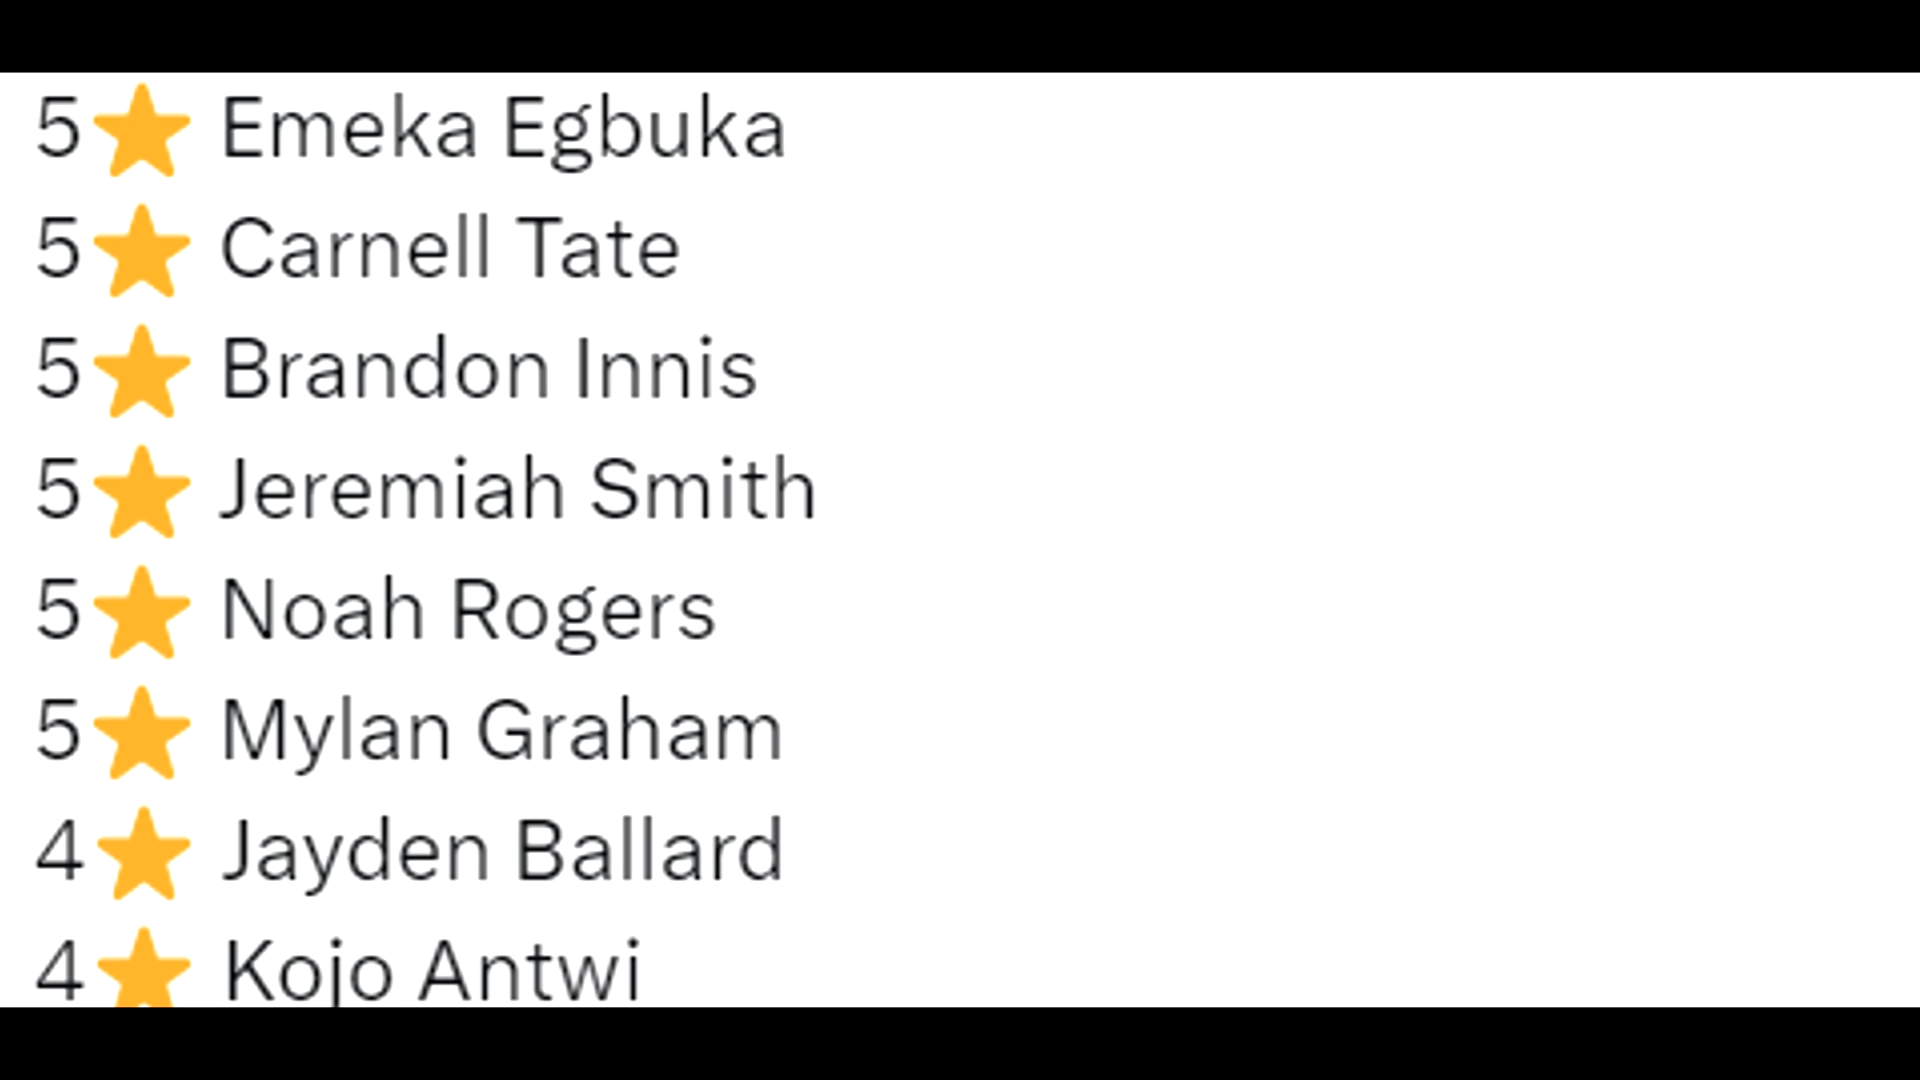 5⭐ Emeka Egbuka
5⭐ Carnell Tate
5⭐ Brandon Innis
5⭐ Jeremiah Smith
5⭐ Noah Rogers
5⭐ Mylan Graham
4⭐ Jayden Ballard
4⭐ Kojo Antwi